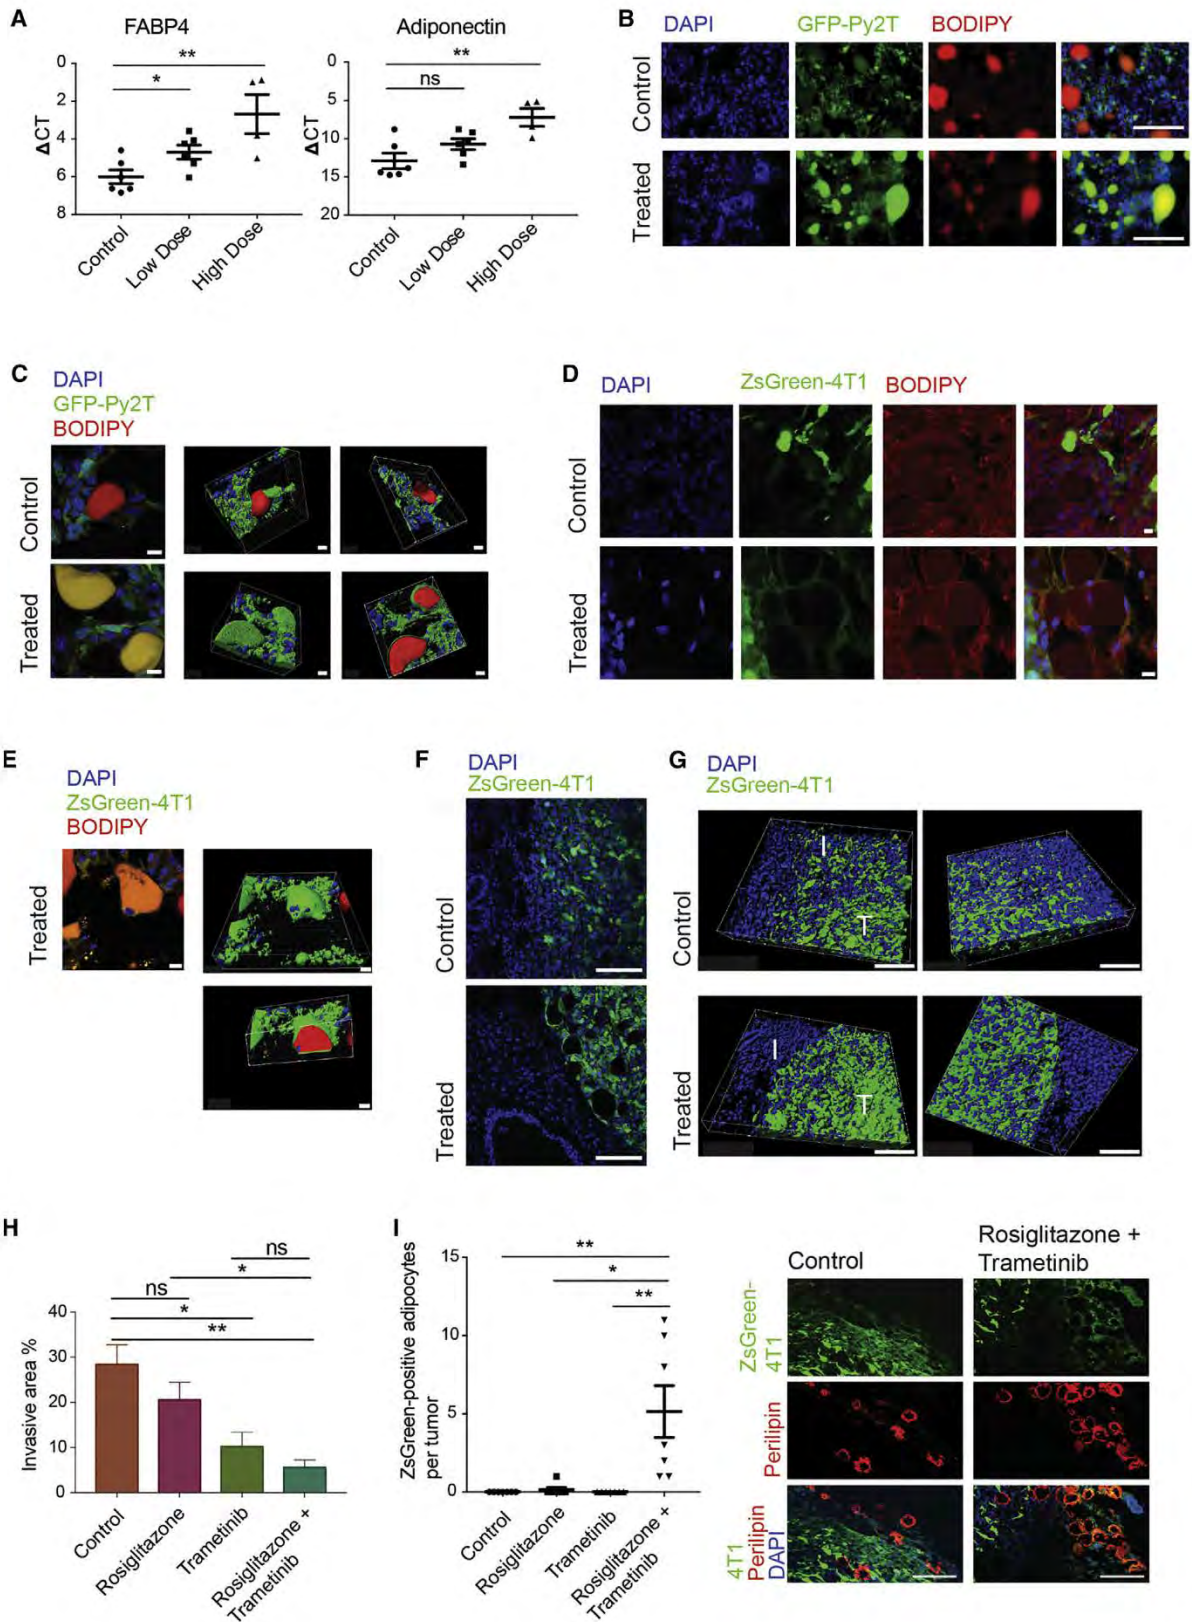 A
FABP4
**
*
0
2
4
6
8
ΔCT
Control
Low Dose
High Dose
Adiponectin
**
ns
0
5
10
15
20
ΔCT
Control
Low Dose
High Dose
B
DAPI
GFP-Py2T
BODIPY
Control
Treated
C
DAPI
GFP-Py2T
BODIPY
Control
Treated
D
DAPI
ZsGreen-4T1
BODIPY
Control
Treated
E
DAPI
ZsGreen-4T1
BODIPY
Treated
F
DAPI
ZsGreen-4T1
Control
Treated
G
DAPI
ZsGreen-4T1
Control
I
T
Treated
I
T
H
ns
*
ns
*
**
40
30
20
10
0
Invasive area %
Control
Rosiglitazone
Trametinib
Rosiglitazone +
Trametinib
I
**
*
**
15
10
5
0
ZsGreen-positive adipocytes
per tumor
Control
Rosiglitazone
Trametinib
Rosiglitazone +
Trametinib
Control
Rosiglitazone +
Trametinib
ZsGreen-
4T1
Perilipin
4T1
Perilipin
DAPI